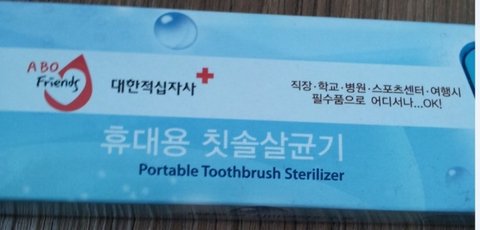 ABO
Friends
대한적십자사
직장·학교·병원·스포츠센터·여행시
필수품으로 어디서나...OK!
휴대용 칫솔살균기
Portable Toothbrush Sterilizer